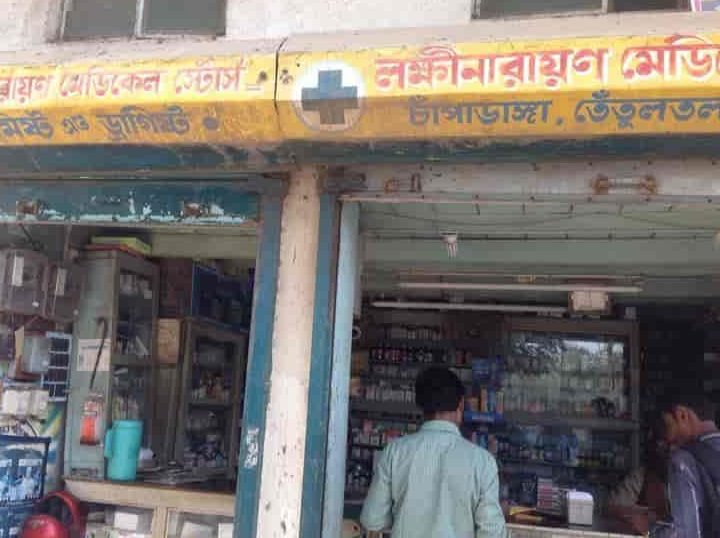 রায়ণ মেডিকেল স্টোর্স
মিষ্ট এণ্ড ড্রাগিষ্ট
লক্ষীনারায়ণ মেডি
চাঁপাডাঙ্গা, তেঁতুলতল